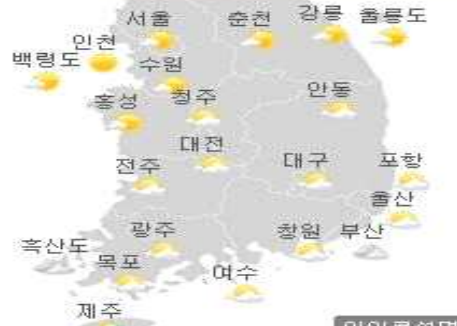 서울
춘천
강릉
울릉도
인천
백령도
수원
홍성
청주
안동
대전
전주
대구
포항
울산
광주
창원
부산
흑산도
목포
여수
제주